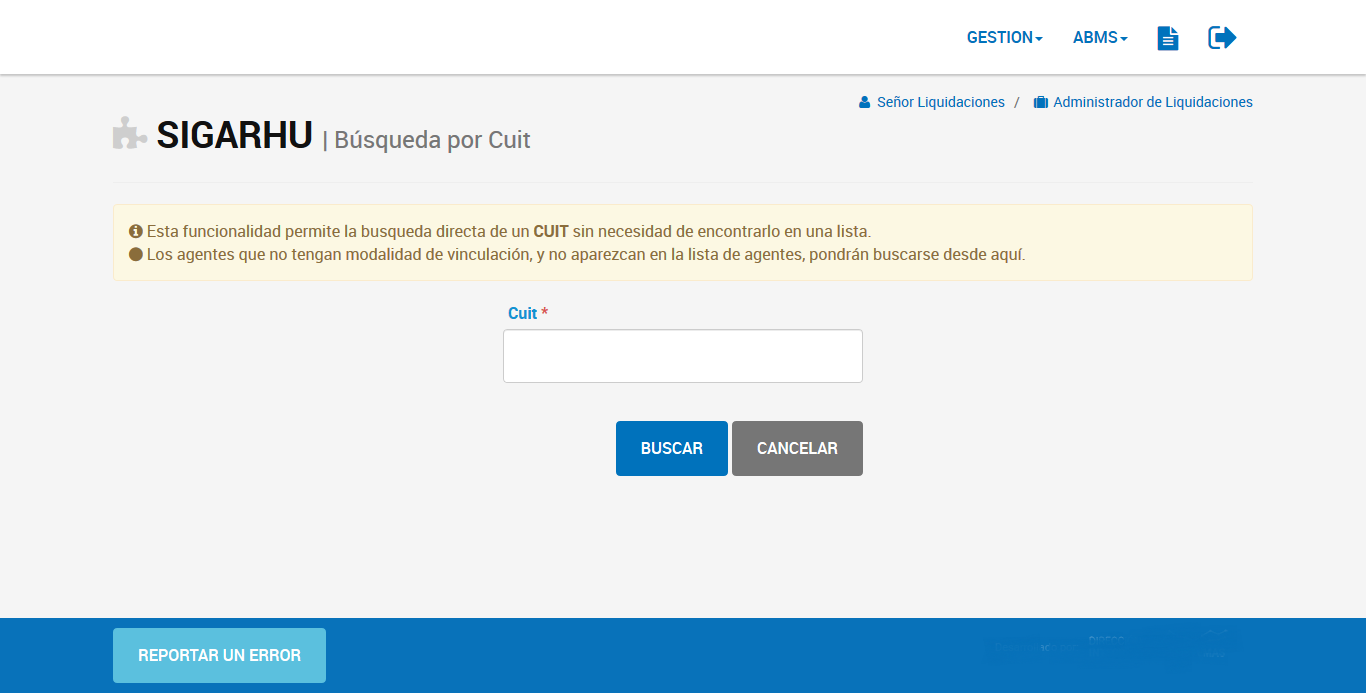 GESTION ABMS
Señor Liquidaciones / Administrador de Liquidaciones
SIGARHU | Búsqueda por Cuit
Esta funcionalidad permite la busqueda directa de un CUIT sin necesidad de encontrarlo en una lista.
Los agentes que no tengan modalidad de vinculación, y no aparezcan en la lista de agentes, pondrán buscarse desde aquí.
Cuit *
BUSCAR CANCELAR
REPORTAR UN ERROR